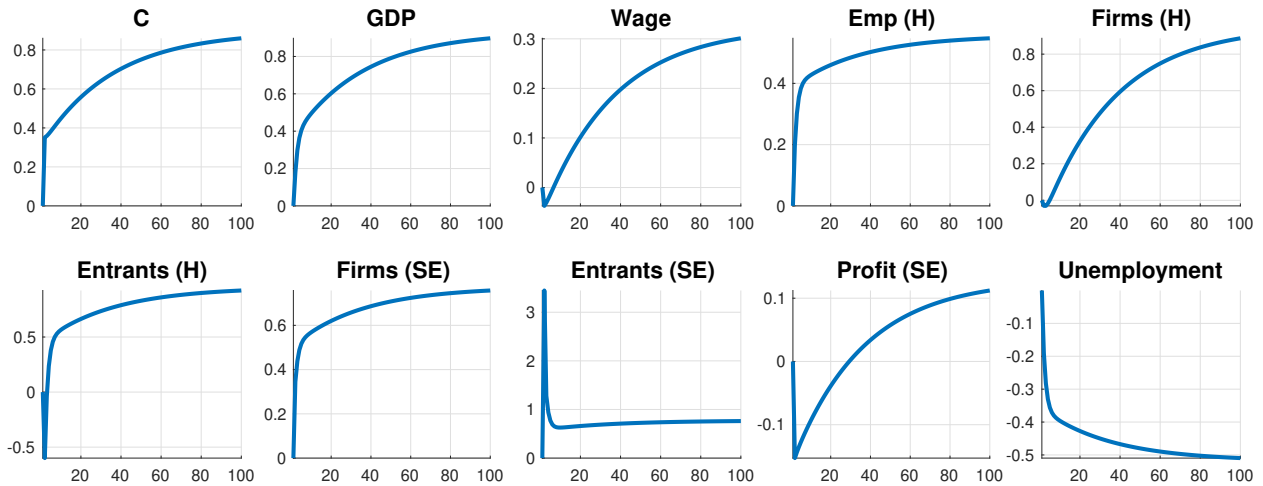 C GDP Wage Emp (H) Firms (H)
0.8 0.8 0.3 0.8
0.6 0.6 0.2 0.4 0.6
0.4 0.4 0.1 0.2 0.4
0.2 0.2 0 0.2
0 0 0 0
20 40 60 80 100 20 40 60 80 100 20 40 60 80 100 20 40 60 80 100 20 40 60 80 100
Entrants (H) Firms (SE) Entrants (SE) Profit (SE) Unemployment
0.5 0.6 3 0.1 -0.1
0 0.4 2 0 -0.2
-0.5 0.2 1 -0.1 -0.3
0 0 -0.4
-0.5
20 40 60 80 100 20 40 60 80 100 20 40 60 80 100 20 40 60 80 100 20 40 60 80 100